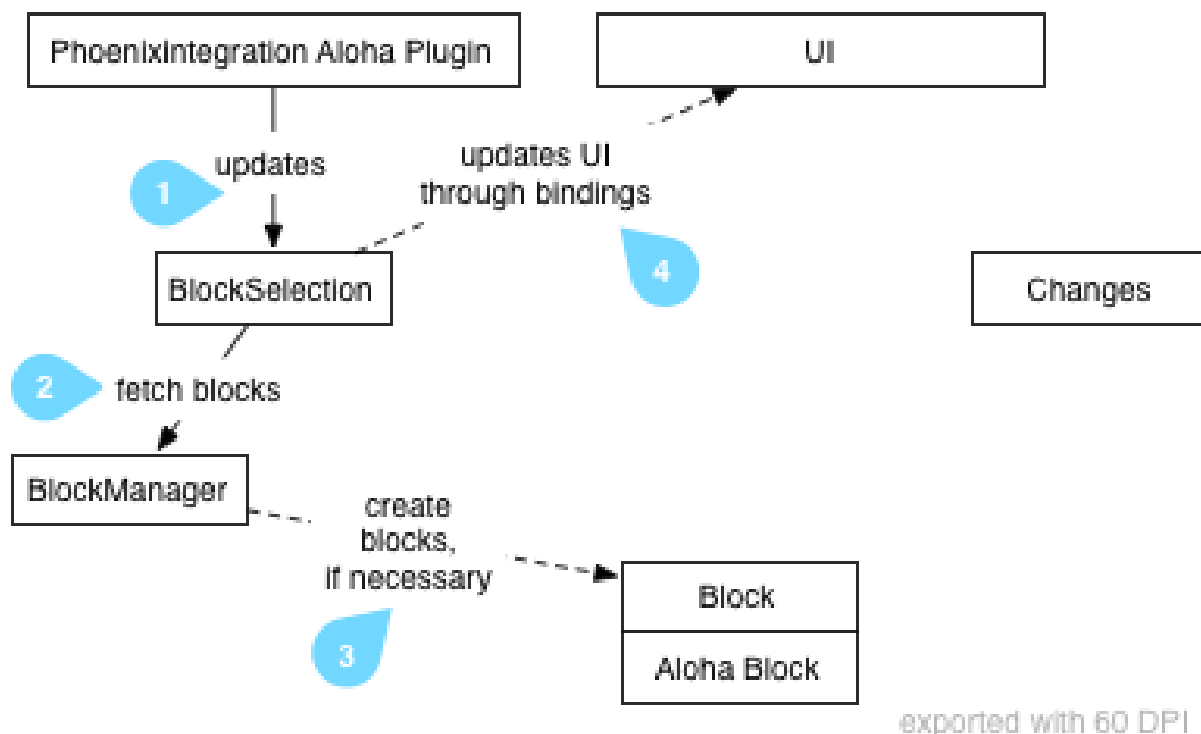 Phoenixintegration Aloha Plugin
UI
updates
1
updates UI
through bindings
4
BlockSelection
Changes
2
fetch blocks
BlockManager
create
blocks,
if necessary
3
Block
Aloha Block
exported with 60 DPI